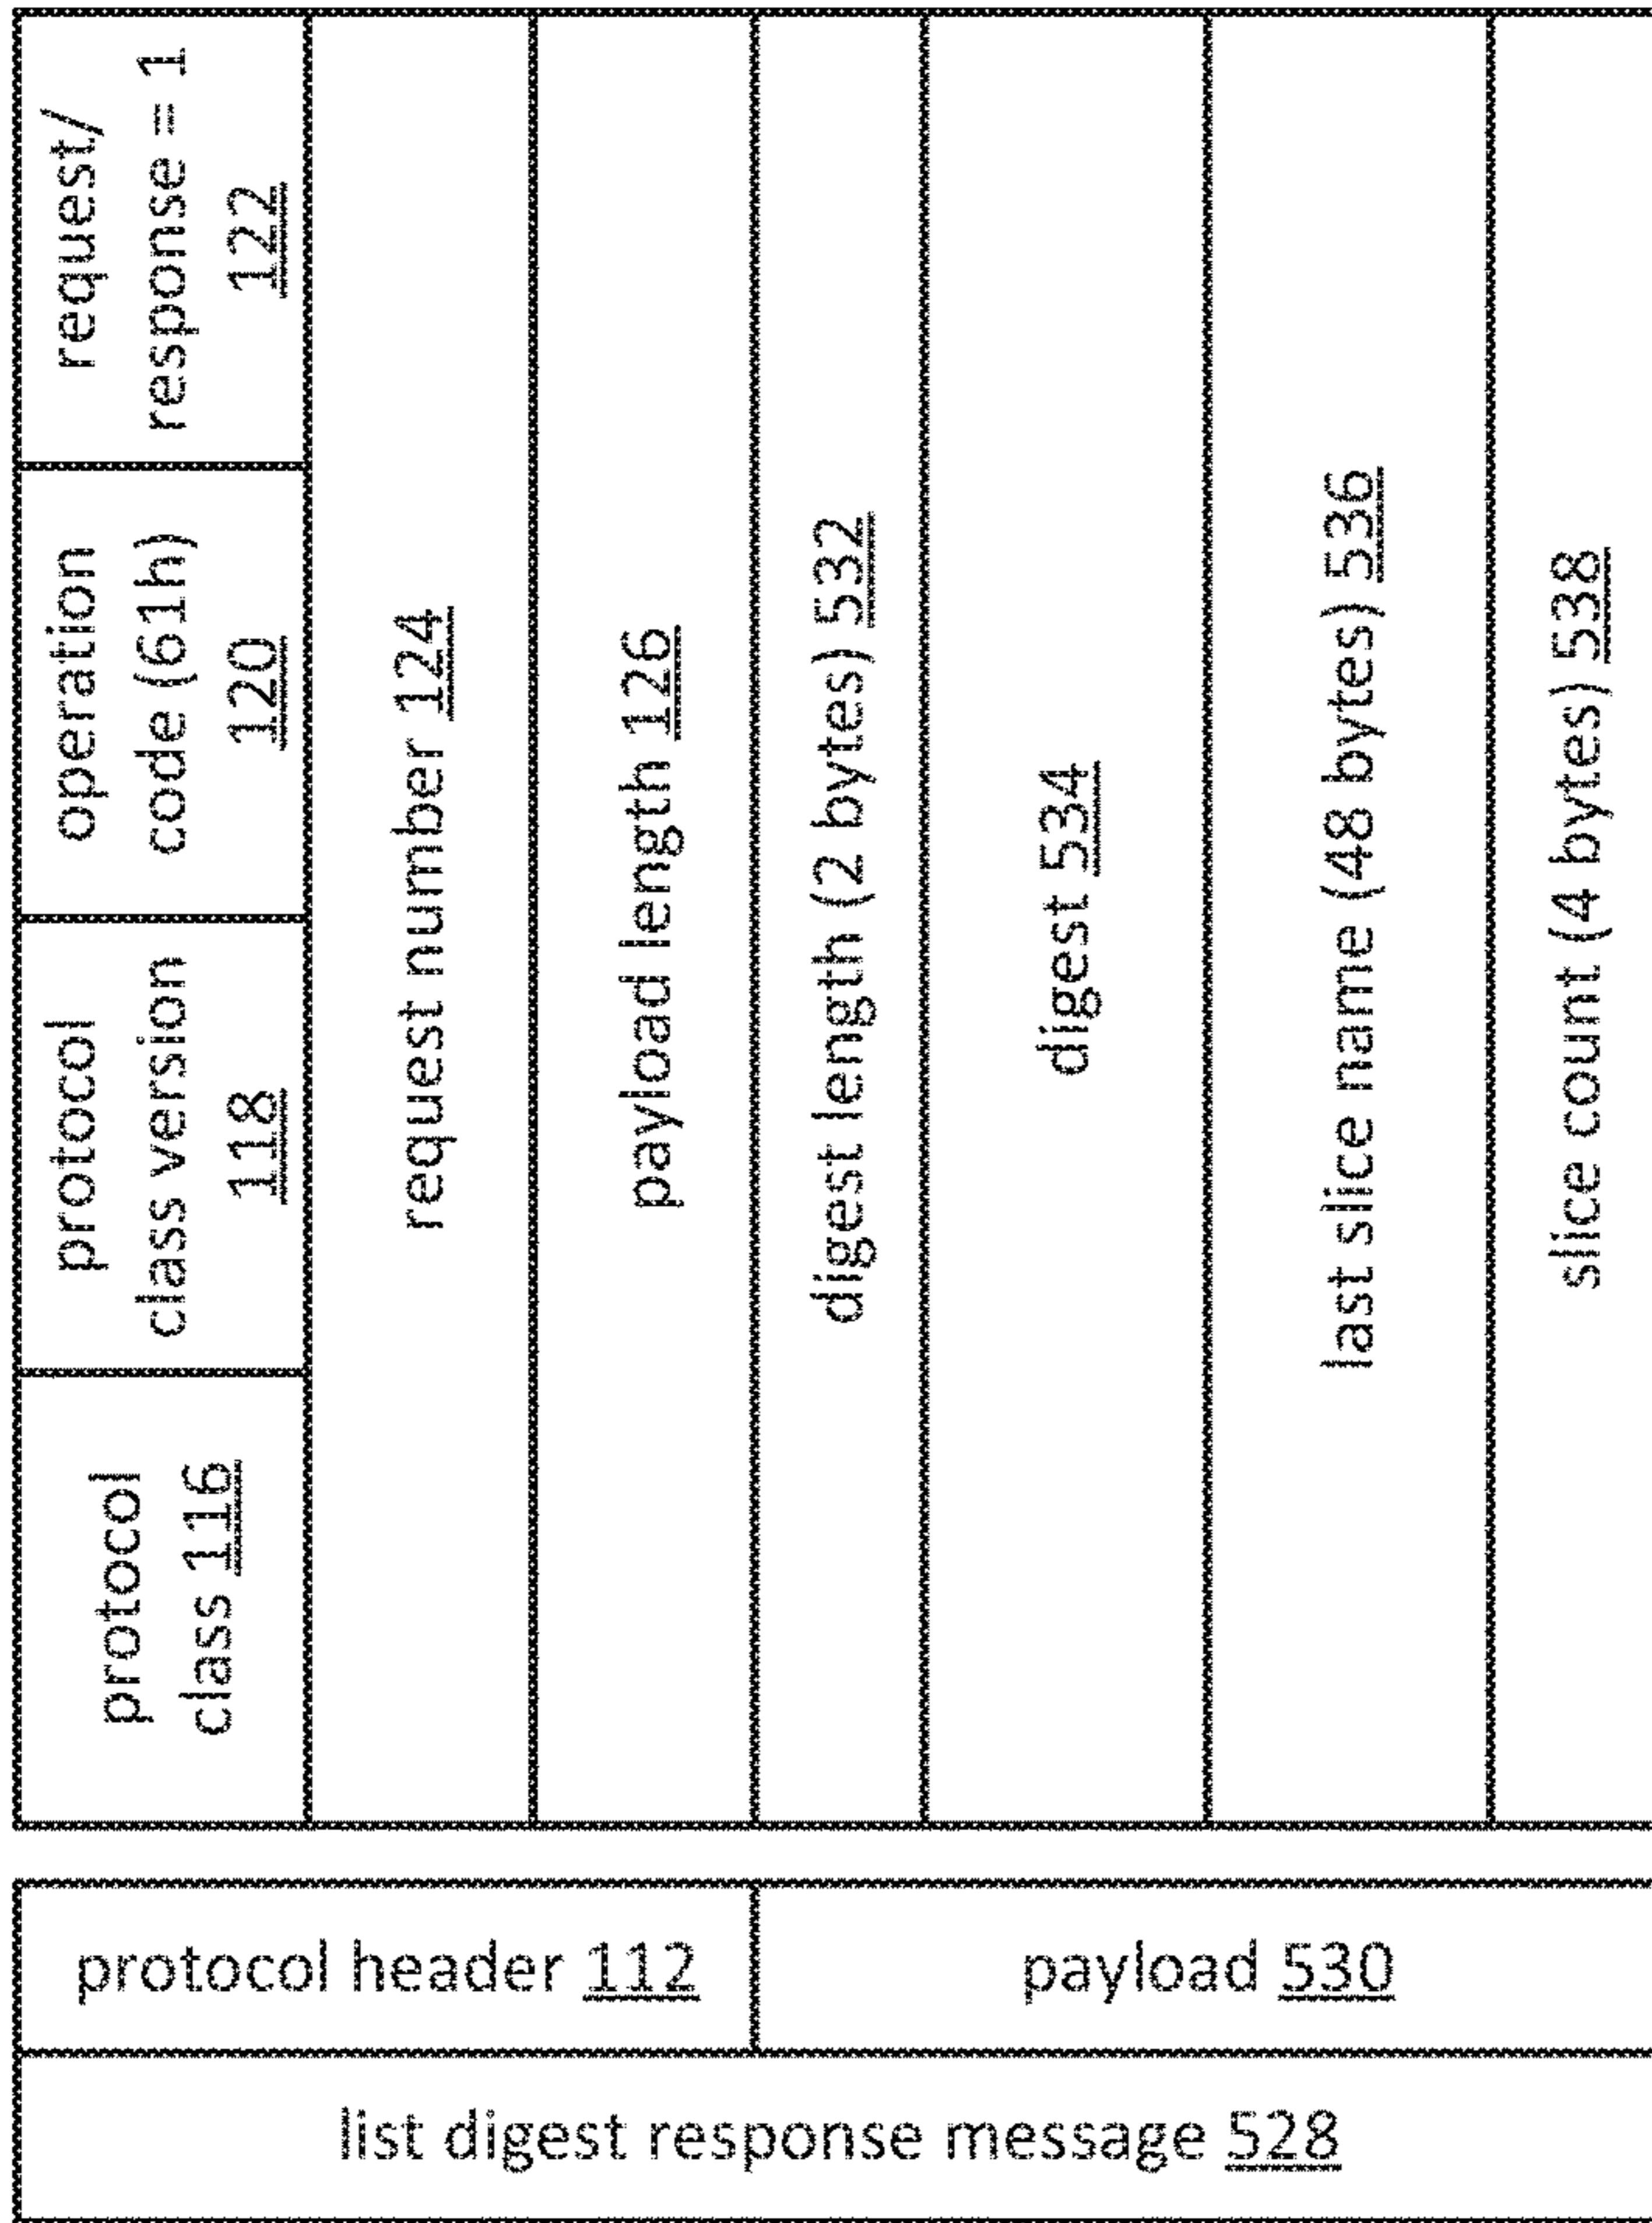 protocol
class 116
protocol
class version
118
operation
code (61h)
120
request/
response = 1
122
request number 124
payload length 126
digest length (2 bytes) 532
digest 534
last slice name (48 bytes) 536
slice count (4 bytes) 538
protocol header 112
payload 530
list digest response message 528